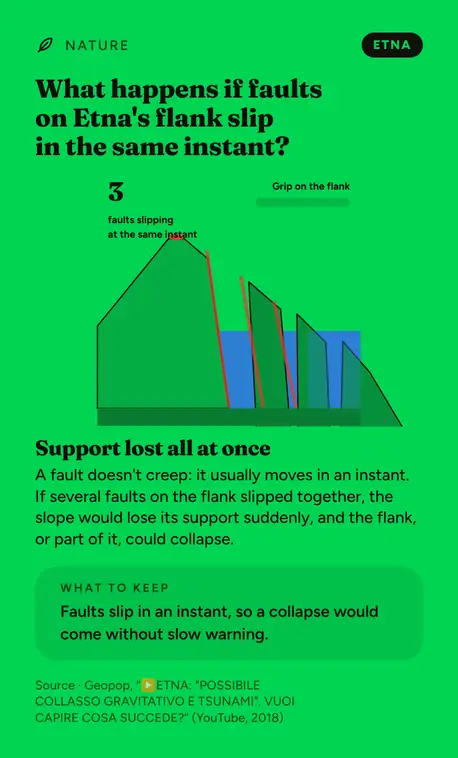 NATURE
ETNA
What happens if faults
on Etna's flank slip
in the same instant?
3
faults slipping
at the same instant
Grip on the flank
Support lost all at once
A fault doesn't creep: it usually moves in an instant.
If several faults on the flank slipped together, the
slope would lose its support suddenly, and the flank,
or part of it, could collapse.
WHAT TO KEEP
Faults slip in an instant, so a collapse would
come without slow warning.
Source · Geopop, "▶️ETNA: "POSSIBILE
COLLASSO GRAVITATIVO E TSUNAMI". VUOI
CAPIRE COSA SUCCEDE?" (YouTube, 2018)